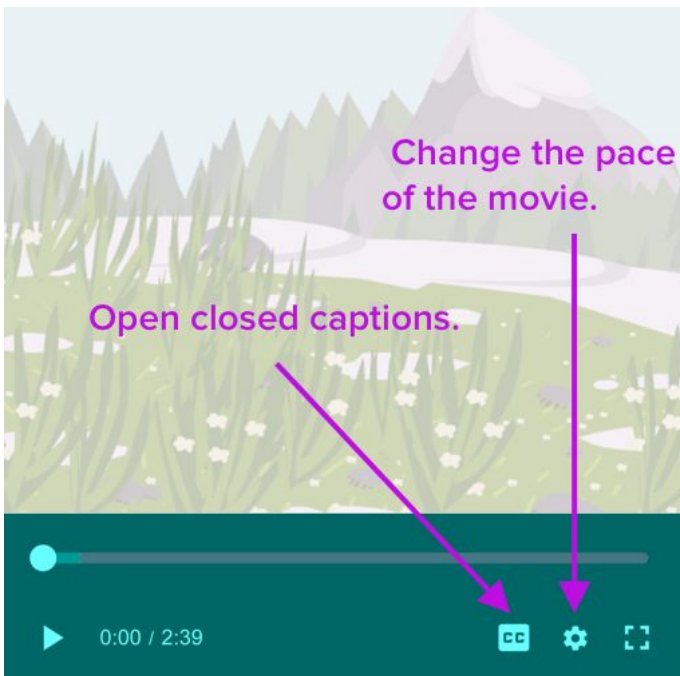 Change the pace
of the movie.
Open closed captions.
0:00 / 2:39
CC